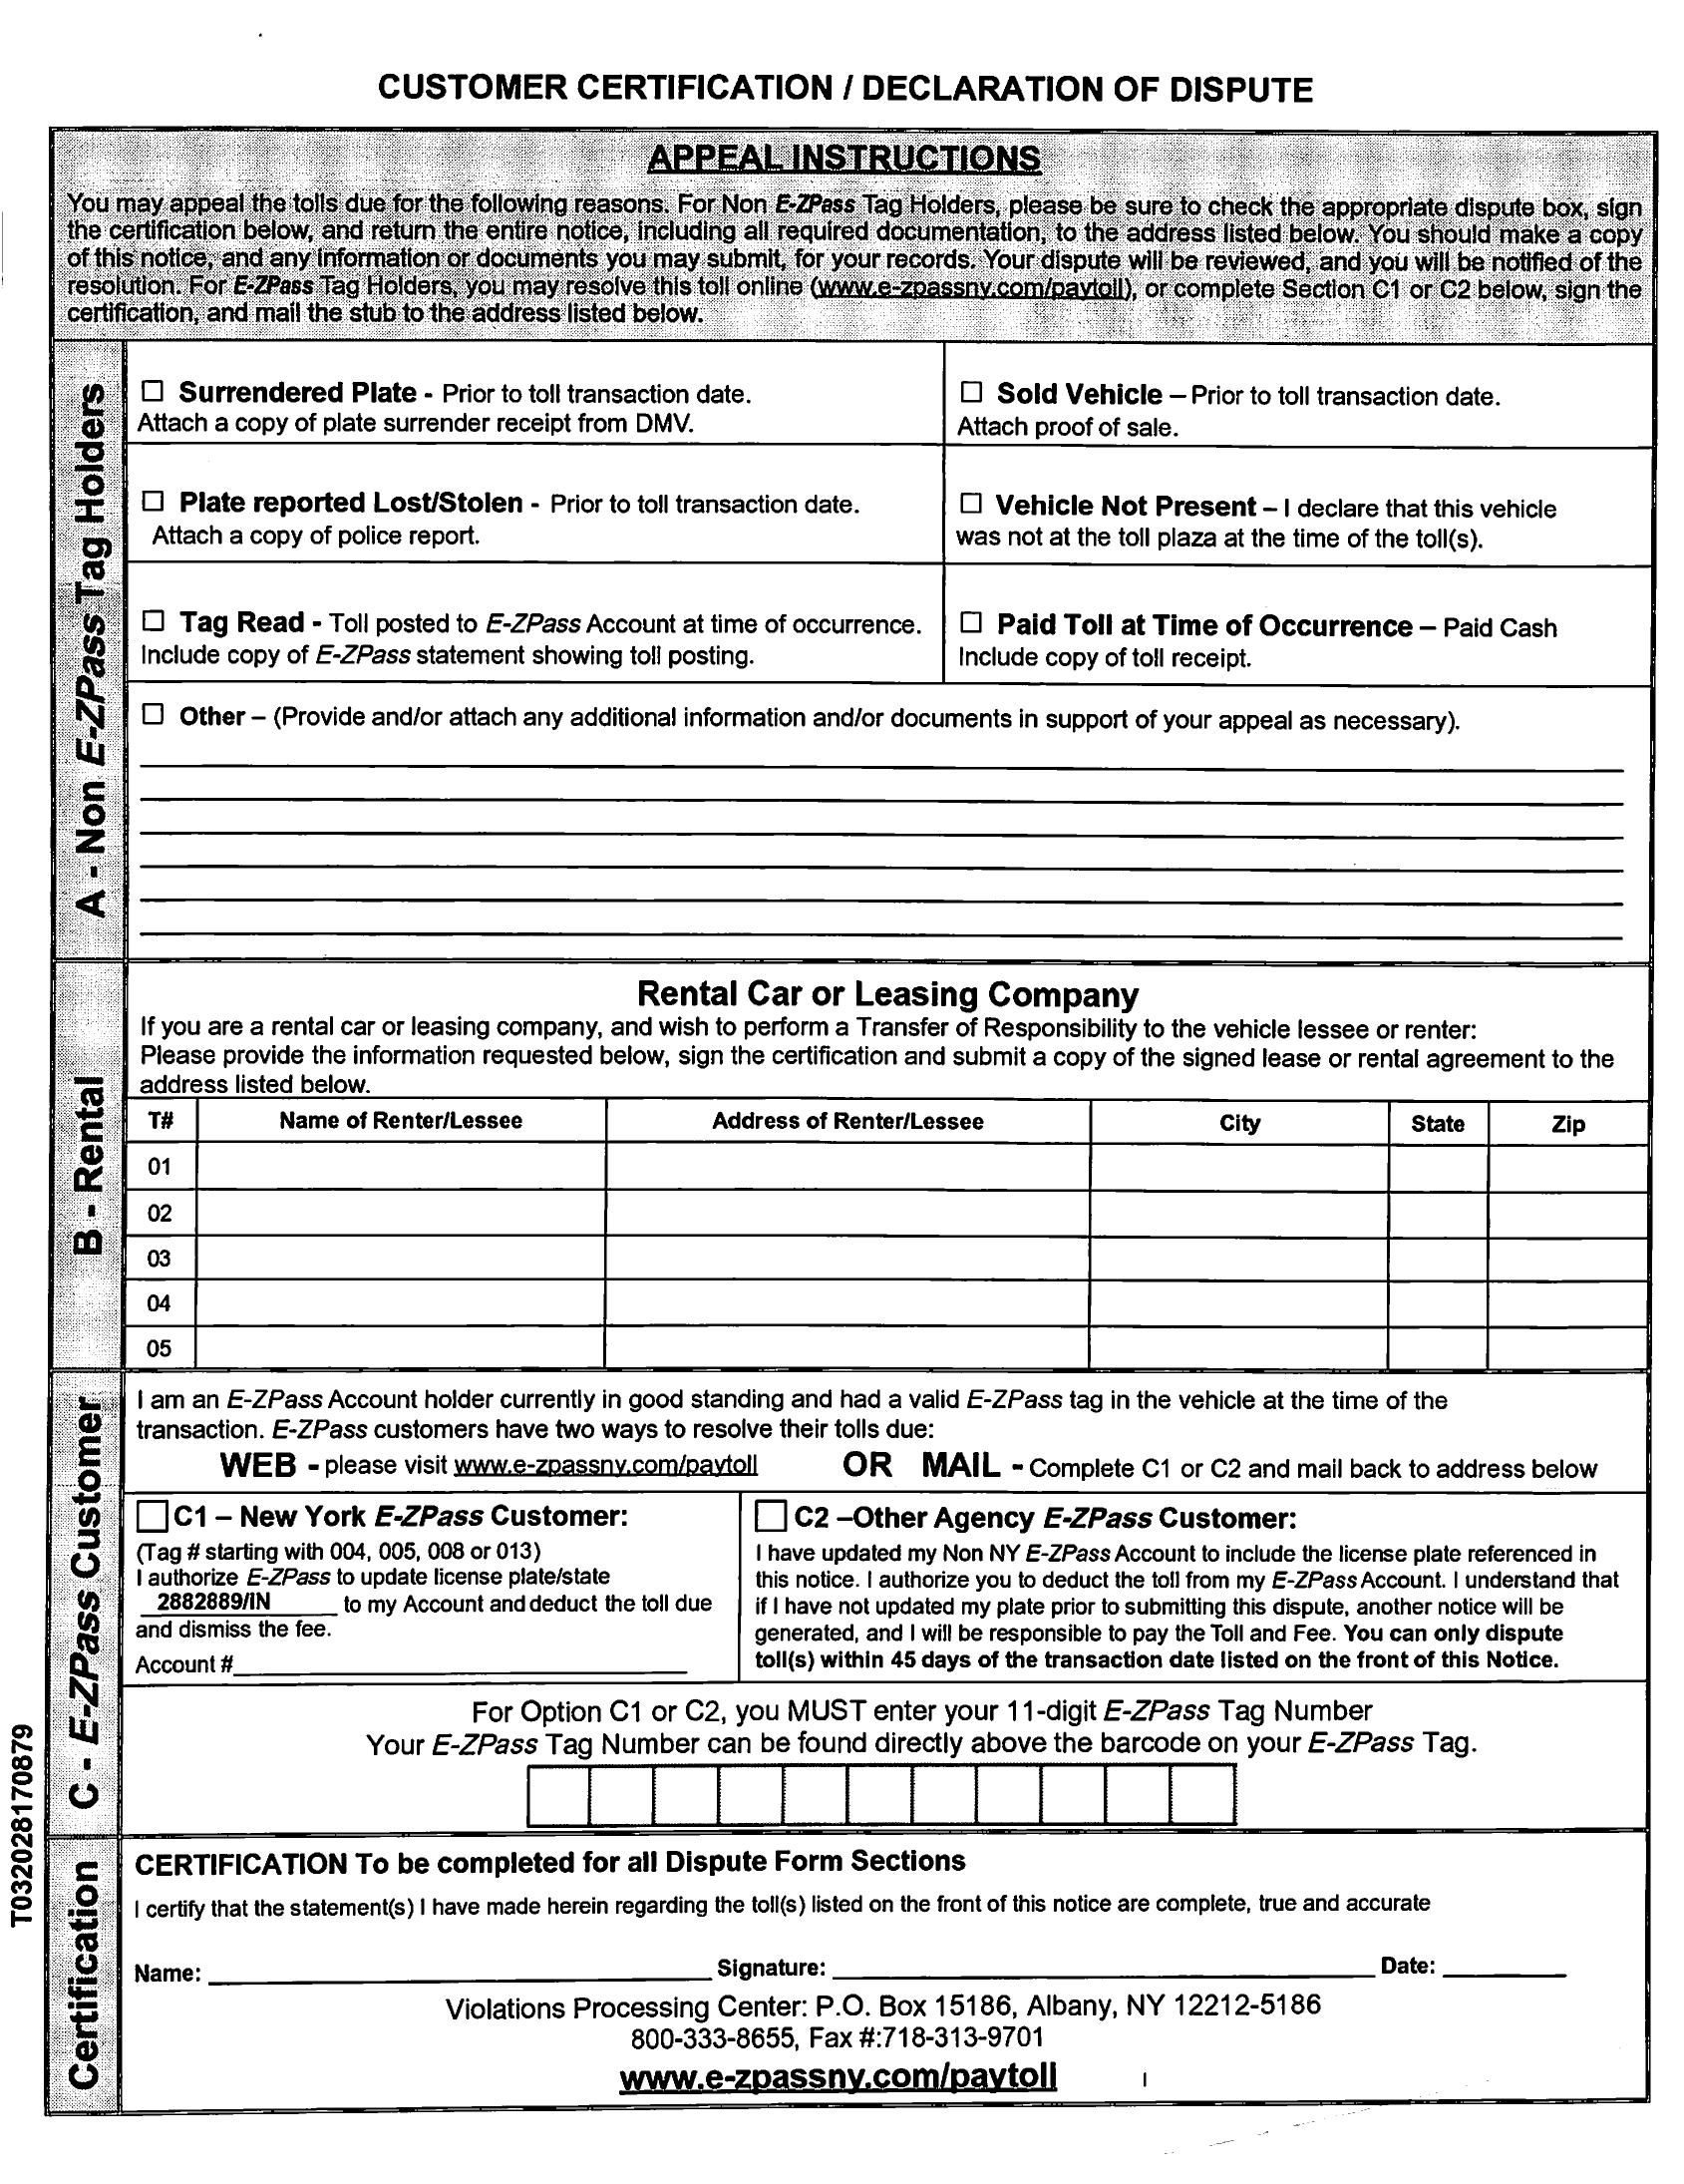 CUSTOMER CERTIFICATION / DECLARATION OF DISPUTE
APPEAL INSTRUCTIONS
You may appeal the tolls due for the following reasons. For Non E-ZPass Tag Holders, please be sure to check the appropriate dispute box, sign
the certification below, and return the entire notice, including all required documentation, to the address listed below. You should make a copy
of this notice, and any information or documents you may submit, for your records. Your dispute will be reviewed, and you will be notified of the
resolution. For E-ZPass Tag Holders, you may resolve this toll online (www.e-zpassny.com/paytoll), or complete Section C1 or C2 below, sign the
certification, and mail the stub to the address listed below.
A - Non E-ZPass Tag Holders
☐ Surrendered Plate - Prior to toll transaction date.
Attach a copy of plate surrender receipt from DMV.
☐ Sold Vehicle – Prior to toll transaction date.
Attach proof of sale.
☐ Plate reported Lost/Stolen - Prior to toll transaction date.
Attach a copy of police report.
☐ Vehicle Not Present – I declare that this vehicle
was not at the toll plaza at the time of the toll(s).
☐ Tag Read - Toll posted to E-ZPass Account at time of occurrence.
Include copy of E-ZPass statement showing toll posting.
☐ Paid Toll at Time of Occurrence – Paid Cash
Include copy of toll receipt.
☐ Other – (Provide and/or attach any additional information and/or documents in support of your appeal as necessary).
B - Rental
Rental Car or Leasing Company
If you are a rental car or leasing company, and wish to perform a Transfer of Responsibility to the vehicle lessee or renter:
Please provide the information requested below, sign the certification and submit a copy of the signed lease or rental agreement to the
address listed below.
T# Name of Renter/Lessee Address of Renter/Lessee City State Zip
01
02
03
04
05
C - E-ZPass Customer
I am an E-ZPass Account holder currently in good standing and had a valid E-ZPass tag in the vehicle at the time of the
transaction. E-ZPass customers have two ways to resolve their tolls due:
WEB - please visit www.e-zpassny.com/paytoll OR MAIL - Complete C1 or C2 and mail back to address below
☐ C1 – New York E-ZPass Customer:
(Tag # starting with 004, 005, 008 or 013)
I authorize E-ZPass to update license plate/state
2882889/IN to my Account and deduct the toll due
and dismiss the fee.
Account #
☐ C2 –Other Agency E-ZPass Customer:
I have updated my Non NY E-ZPass Account to include the license plate referenced in
this notice. I authorize you to deduct the toll from my E-ZPass Account. I understand that
if I have not updated my plate prior to submitting this dispute, another notice will be
generated, and I will be responsible to pay the Toll and Fee. You can only dispute
toll(s) within 45 days of the transaction date listed on the front of this Notice.
For Option C1 or C2, you MUST enter your 11-digit E-ZPass Tag Number
Your E-ZPass Tag Number can be found directly above the barcode on your E-ZPass Tag.
T032028170879
Certification
CERTIFICATION To be completed for all Dispute Form Sections
I certify that the statement(s) I have made herein regarding the toll(s) listed on the front of this notice are complete, true and accurate
Name: Signature: Date:
Violations Processing Center: P.O. Box 15186, Albany, NY 12212-5186
800-333-8655, Fax #:718-313-9701
www.e-zpassny.com/paytoll